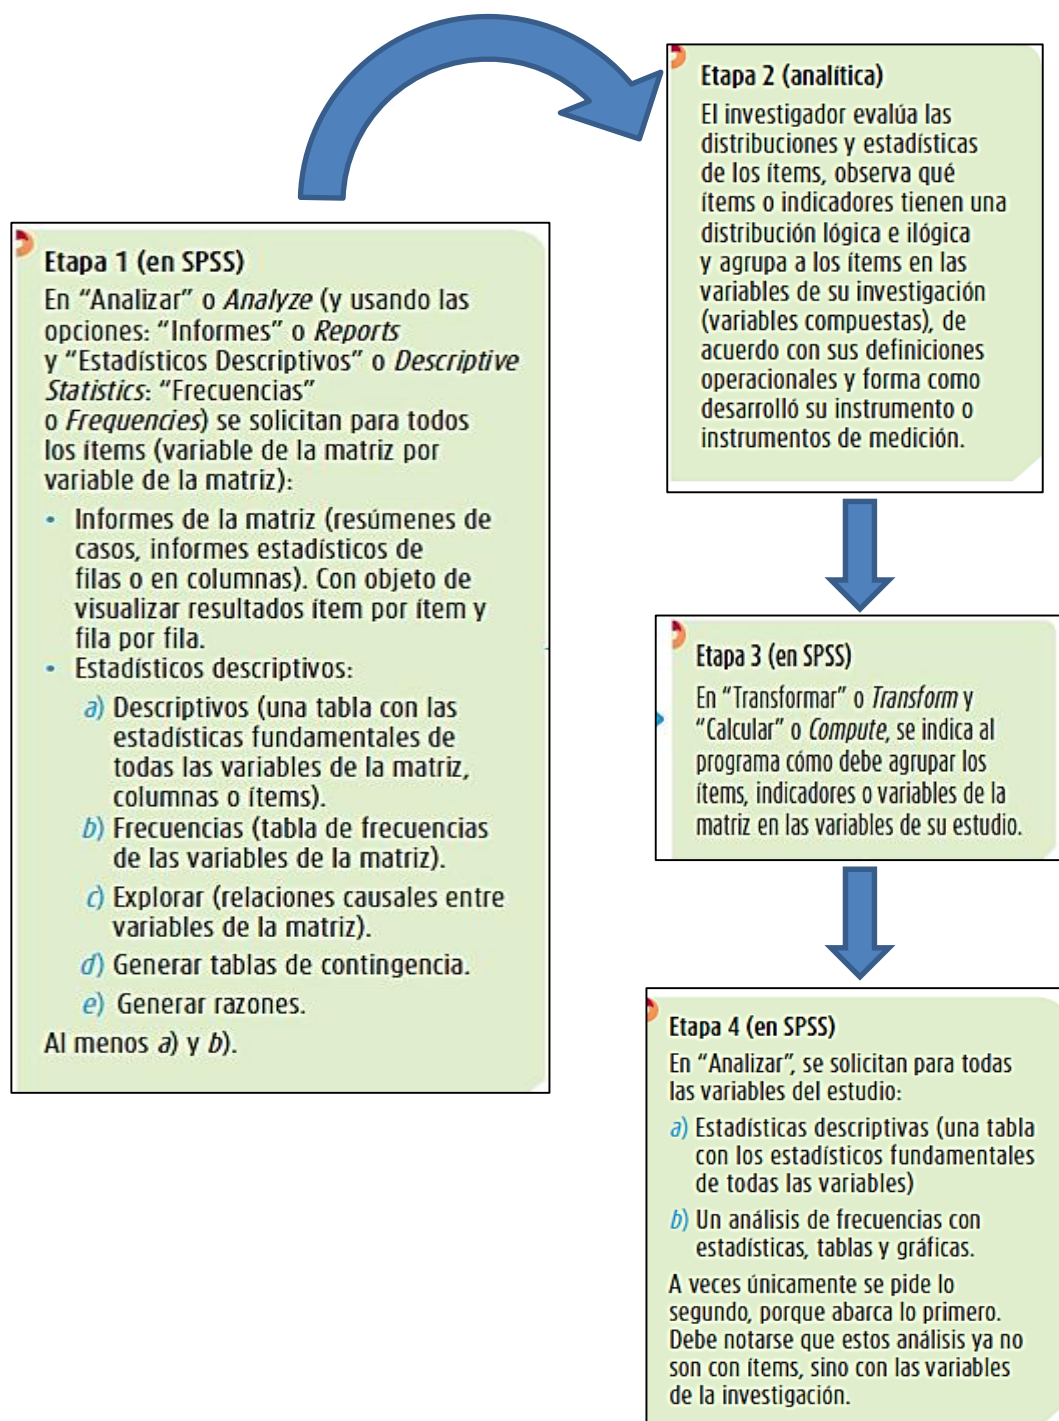 Etapa 1 (en SPSS)
En “Analizar” o Analyze (y usando las
opciones: “Informes” o Reports
y “Estadísticos Descriptivos” o Descriptive
Statistics: “Frecuencias”
o Frequencies) se solicitan para todos
los ítems (variable de la matriz por
variable de la matriz):
• Informes de la matriz (resúmenes de
casos, informes estadísticos de
filas o en columnas). Con objeto de
visualizar resultados ítem por ítem y
fila por fila.
• Estadísticos descriptivos:
a) Descriptivos (una tabla con las
estadísticas fundamentales de
todas las variables de la matriz,
columnas o ítems).
b) Frecuencias (tabla de frecuencias
de las variables de la matriz).
c) Explorar (relaciones causales entre
variables de la matriz).
d) Generar tablas de contingencia.
e) Generar razones.
Al menos a) y b).
Etapa 2 (analítica)
El investigador evalúa las
distribuciones y estadísticas
de los ítems, observa qué
ítems o indicadores tienen una
distribución lógica e ilógica
y agrupa a los ítems en las
variables de su investigación
(variables compuestas), de
acuerdo con sus definiciones
operacionales y forma como
desarrolló su instrumento o
instrumentos de medición.
Etapa 3 (en SPSS)
En “Transformar” o Transform y
“Calcular” o Compute, se indica al
programa cómo debe agrupar los
ítems, indicadores o variables de la
matriz en las variables de su estudio.
Etapa 4 (en SPSS)
En “Analizar”, se solicitan para todas
las variables del estudio:
a) Estadísticas descriptivas (una tabla
con los estadísticos fundamentales
de todas las variables)
b) Un análisis de frecuencias con
estadísticas, tablas y gráficas.
A veces únicamente se pide lo
segundo, porque abarca lo primero.
Debe notarse que estos análisis ya no
son con ítems, sino con las variables
de la investigación.